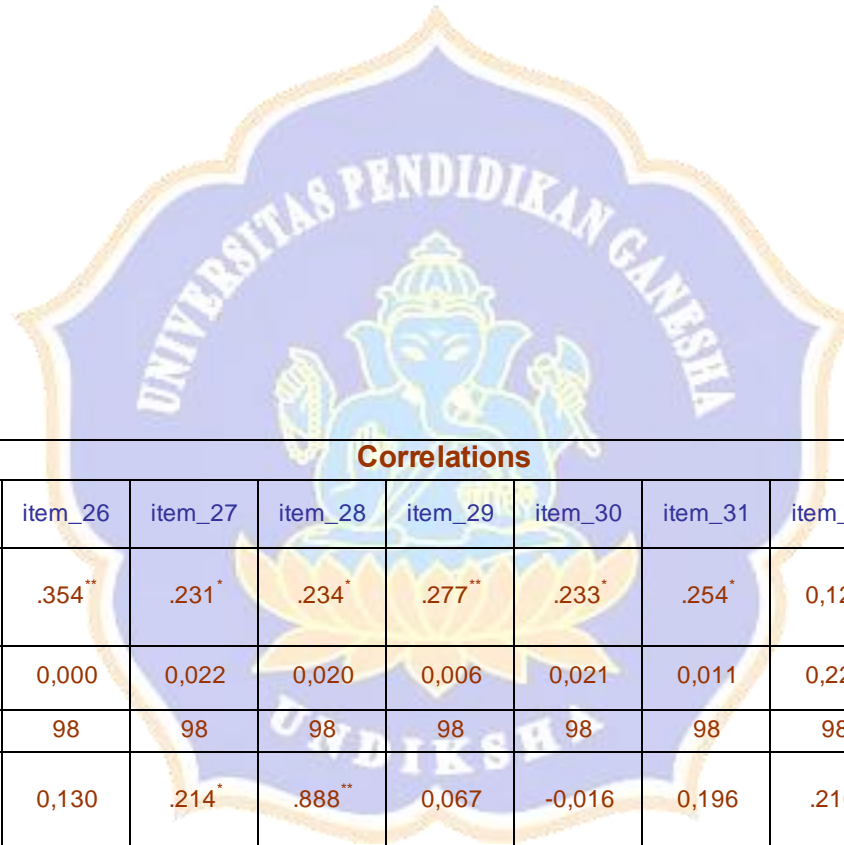 UNIVERSITAS PENDIDIKAN GANESHA
UNDIKSHA
Correlations
item_26 item_27 item_28 item_29 item_30 item_31
.354** .231* .234* .277** .233* .254*
0,000 0,022 0,020 0,006 0,021 0,011
98 98 98 98 98 98 98
0,130 .214* .888** 0,067 -0,016 0,196